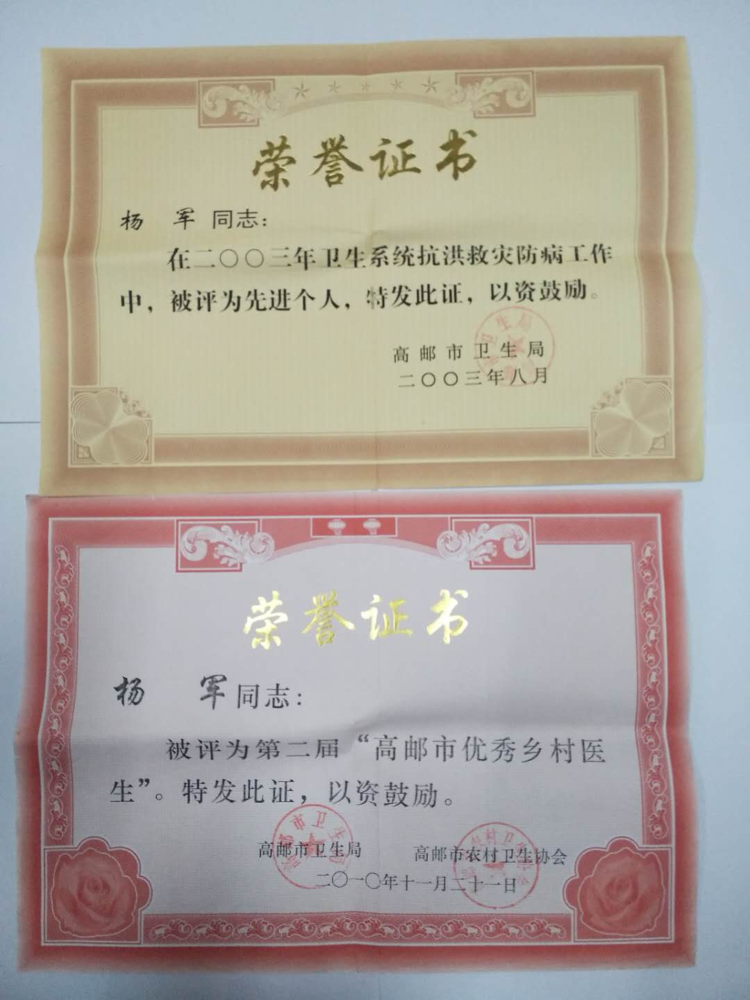 荣誉证书
杨 军 同志：
在二〇〇三年卫生系统抗洪救灾防病工作
中，被评为先进个人，特发此证，以资鼓励。
高邮市卫生局
二〇〇三年八月
荣誉证书
杨 军 同志：
被评为第二届“高邮市优秀乡村医
生”。特发此证，以资鼓励。
高邮市卫生局 高邮市农村卫生协会
二〇一〇年十一月二十一日